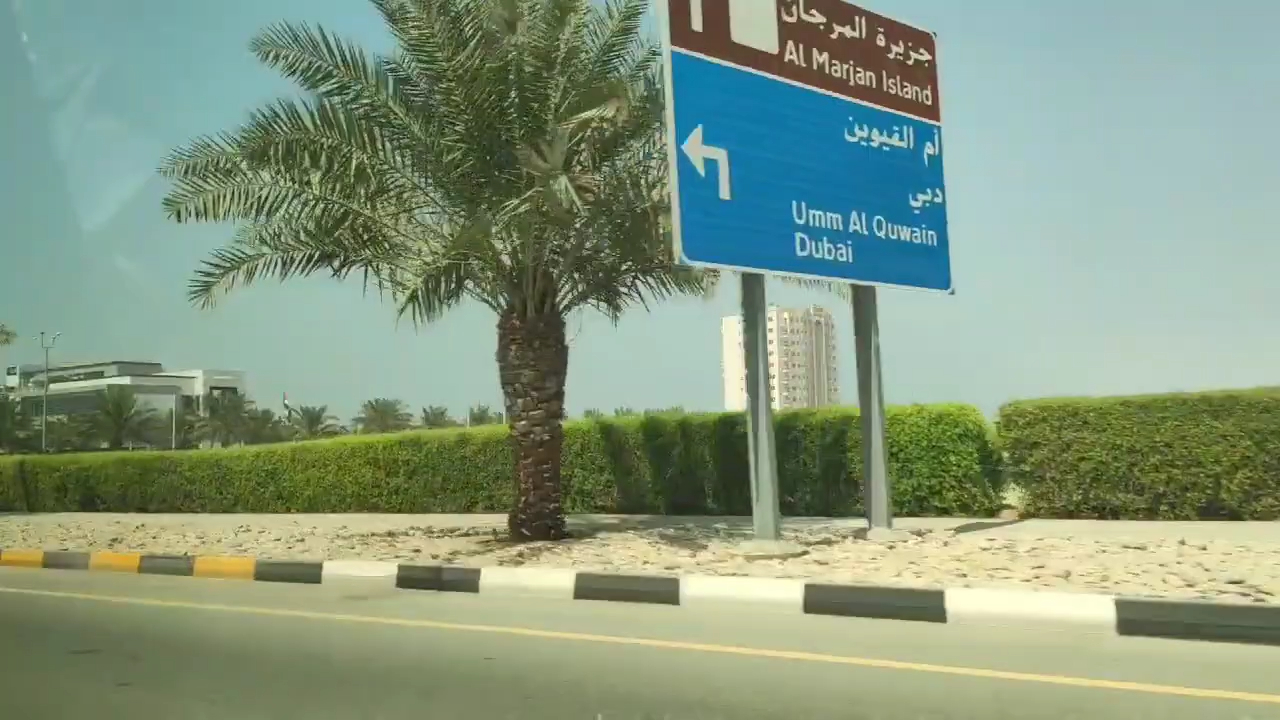 جزيرة المرجان
Al Marjan Island
أم القيوين
دبي
Umm Al Quwain
Dubai